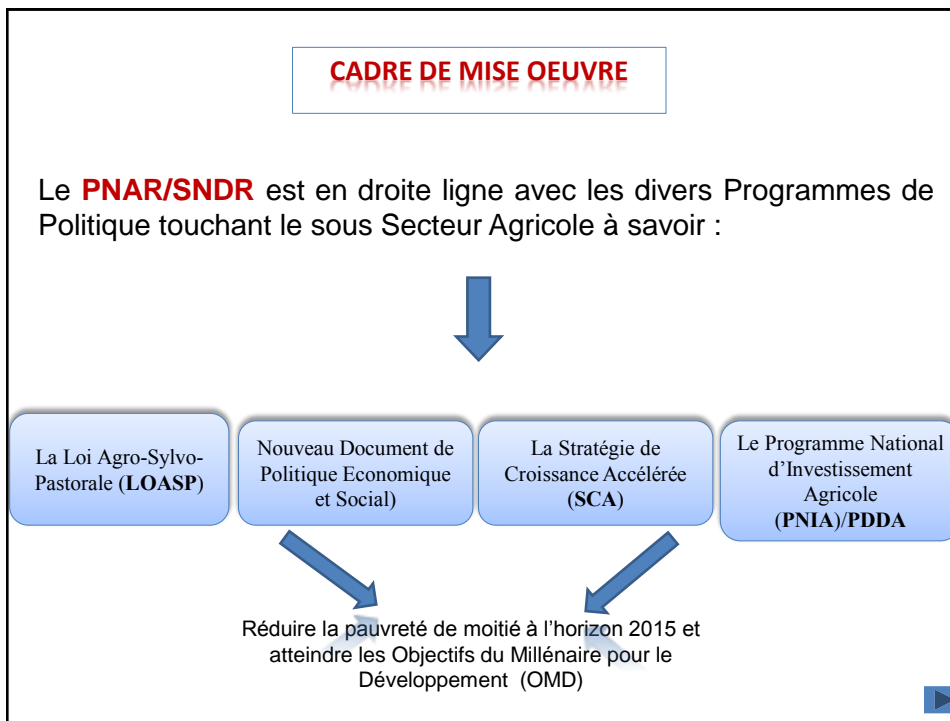 CADRE DE MISE OEUVRE
Le PNAR/SNDR est en droite ligne avec les divers Programmes de
Politique touchant le sous Secteur Agricole à savoir :
La Loi Agro-Sylvo-
Pastorale (LOASP)
Nouveau Document de
Politique Economique
et Social)
La Stratégie de
Croissance Accélérée
(SCA)
Le Programme National
d’Investissement
Agricole
(PNIA)/PDDA
Réduire la pauvreté de moitié à l’horizon 2015 et
atteindre les Objectifs du Millénaire pour le
Développement (OMD)